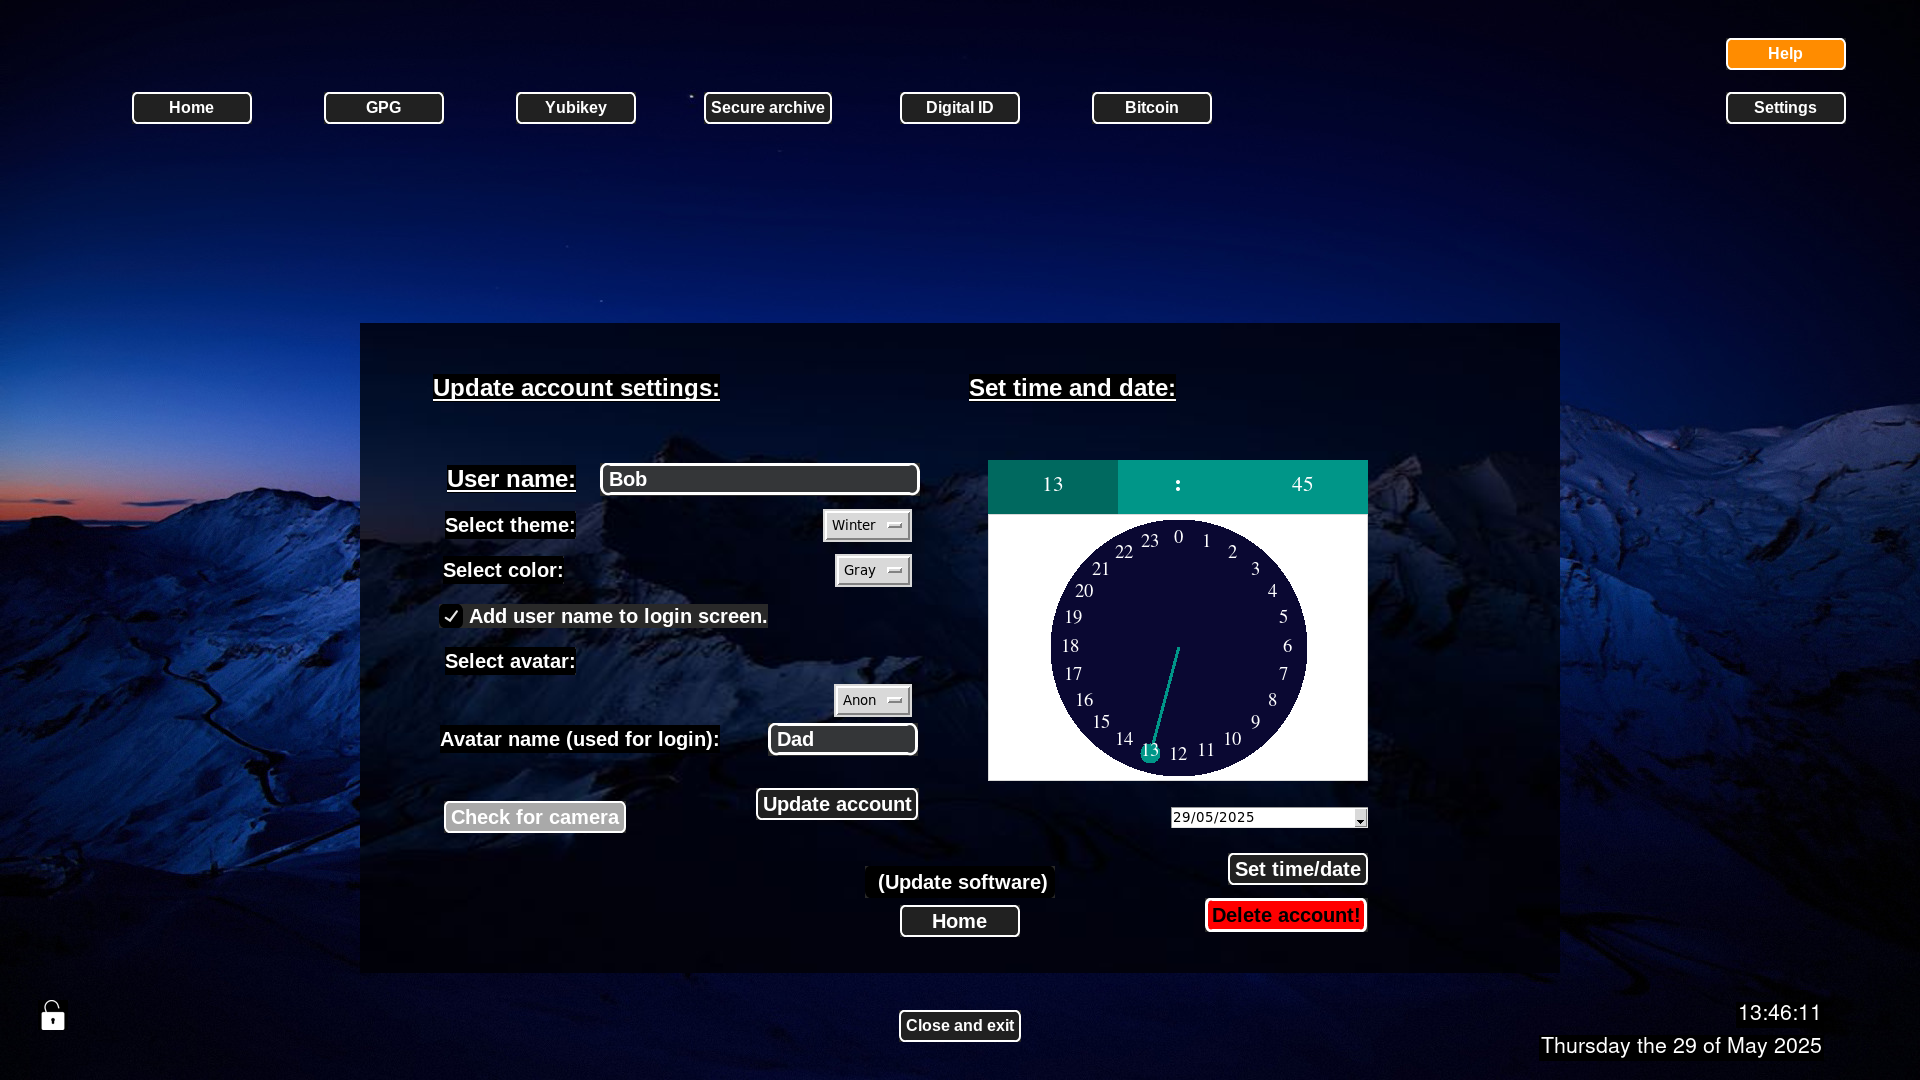 Help
Home
GPG
Yubikey
Secure archive
Digital ID
Bitcoin
Settings
Update account settings:
Set time and date:
User name:
Bob
Select theme:
Winter
Select color:
Gray
Add user name to login screen.
Select avatar:
Anon
Avatar name (used for login):
Dad
Check for camera
Update account
13 : 45
0
1
2
3
4
5
6
7
8
9
10
11
12
13
14
15
16
17
18
19
20
21
22
23
29/05/2025
Set time/date
Delete account!
(Update software)
Home
Close and exit
13:46:11
Thursday the 29 of May 2025